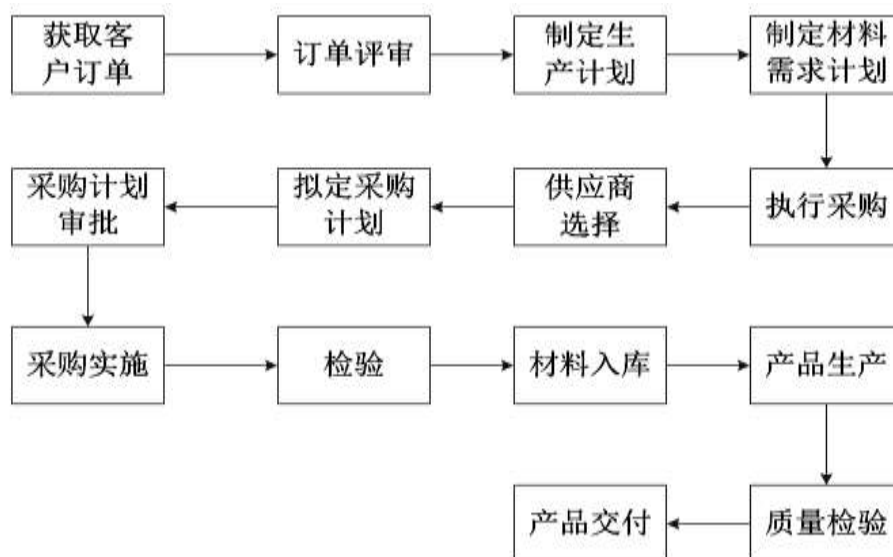 获取客
户订单
订单评审
制定生
产计划
制定材料
需求计划
采购计划
审批
拟定采购
计划
供应商
选择
执行采购
采购实施
检验
材料入库
产品生产
产品交付
质量检验